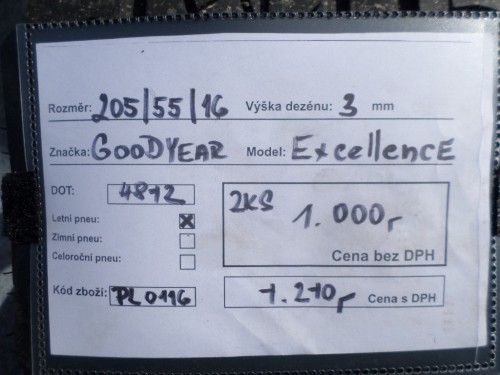 Rozměr: 205/55/16 Výška dezénu: 3 mm
Značka: GOODYEAR Model: ExcellencE
DOT: 4812
2KS 1.000,-
Letní pneu: X
Zimní pneu:
Celoroční pneu:
Cena bez DPH
Kód zboží: PL0116
1.210,- Cena s DPH